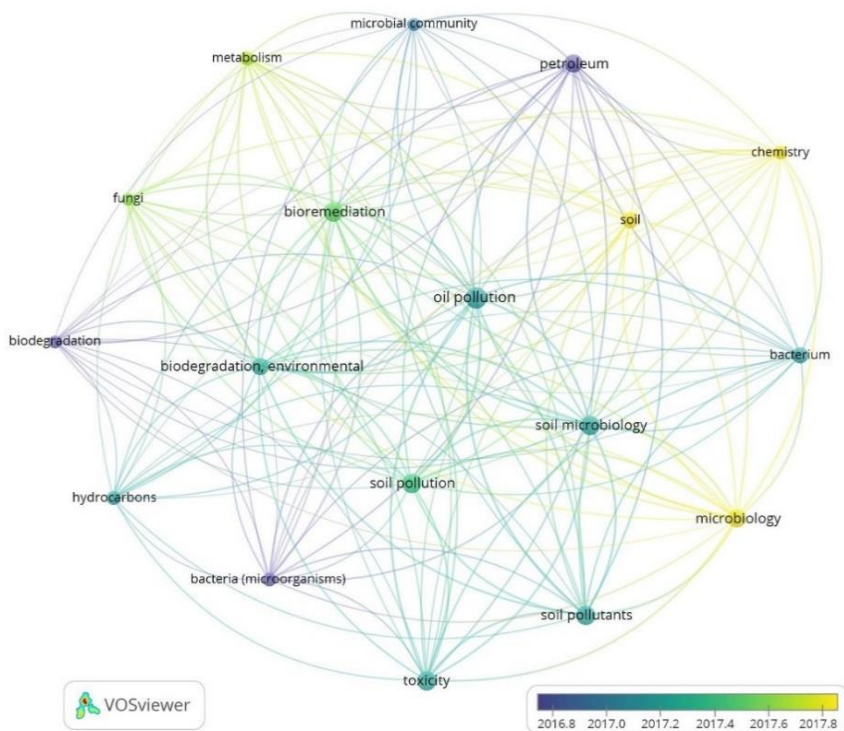 microbial community
metabolism
petroleum
chemistry
fungi
bioremediation
soil
oil pollution
biodegradation
bacterium
biodegradation, environmental
soil microbiology
soil pollution
hydrocarbons
microbiology
bacteria (microorganisms)
soil pollutants
toxicity
VOSviewer
2016.8 2017.0 2017.2 2017.4 2017.6 2017.8